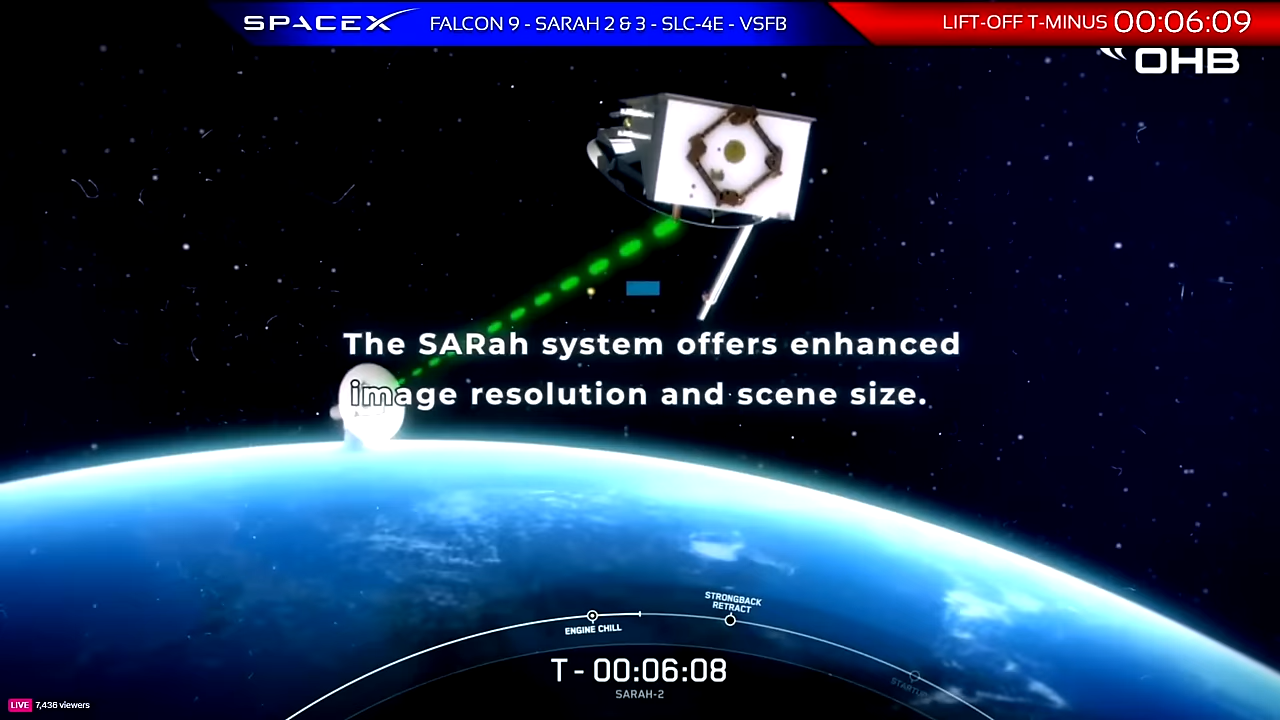 SPACEX
FALCON 9 - SARAH 2 & 3 - SLC-4E - VSFB
LIFT-OFF T-MINUS 00:06:09
OHB
The SARah system offers enhanced
image resolution and scene size.
STRONGBACK
RETRACT
ENGINE CHILL
STARTUP
T - 00:06:08
SARAH-2
LIVE 7,436 viewers